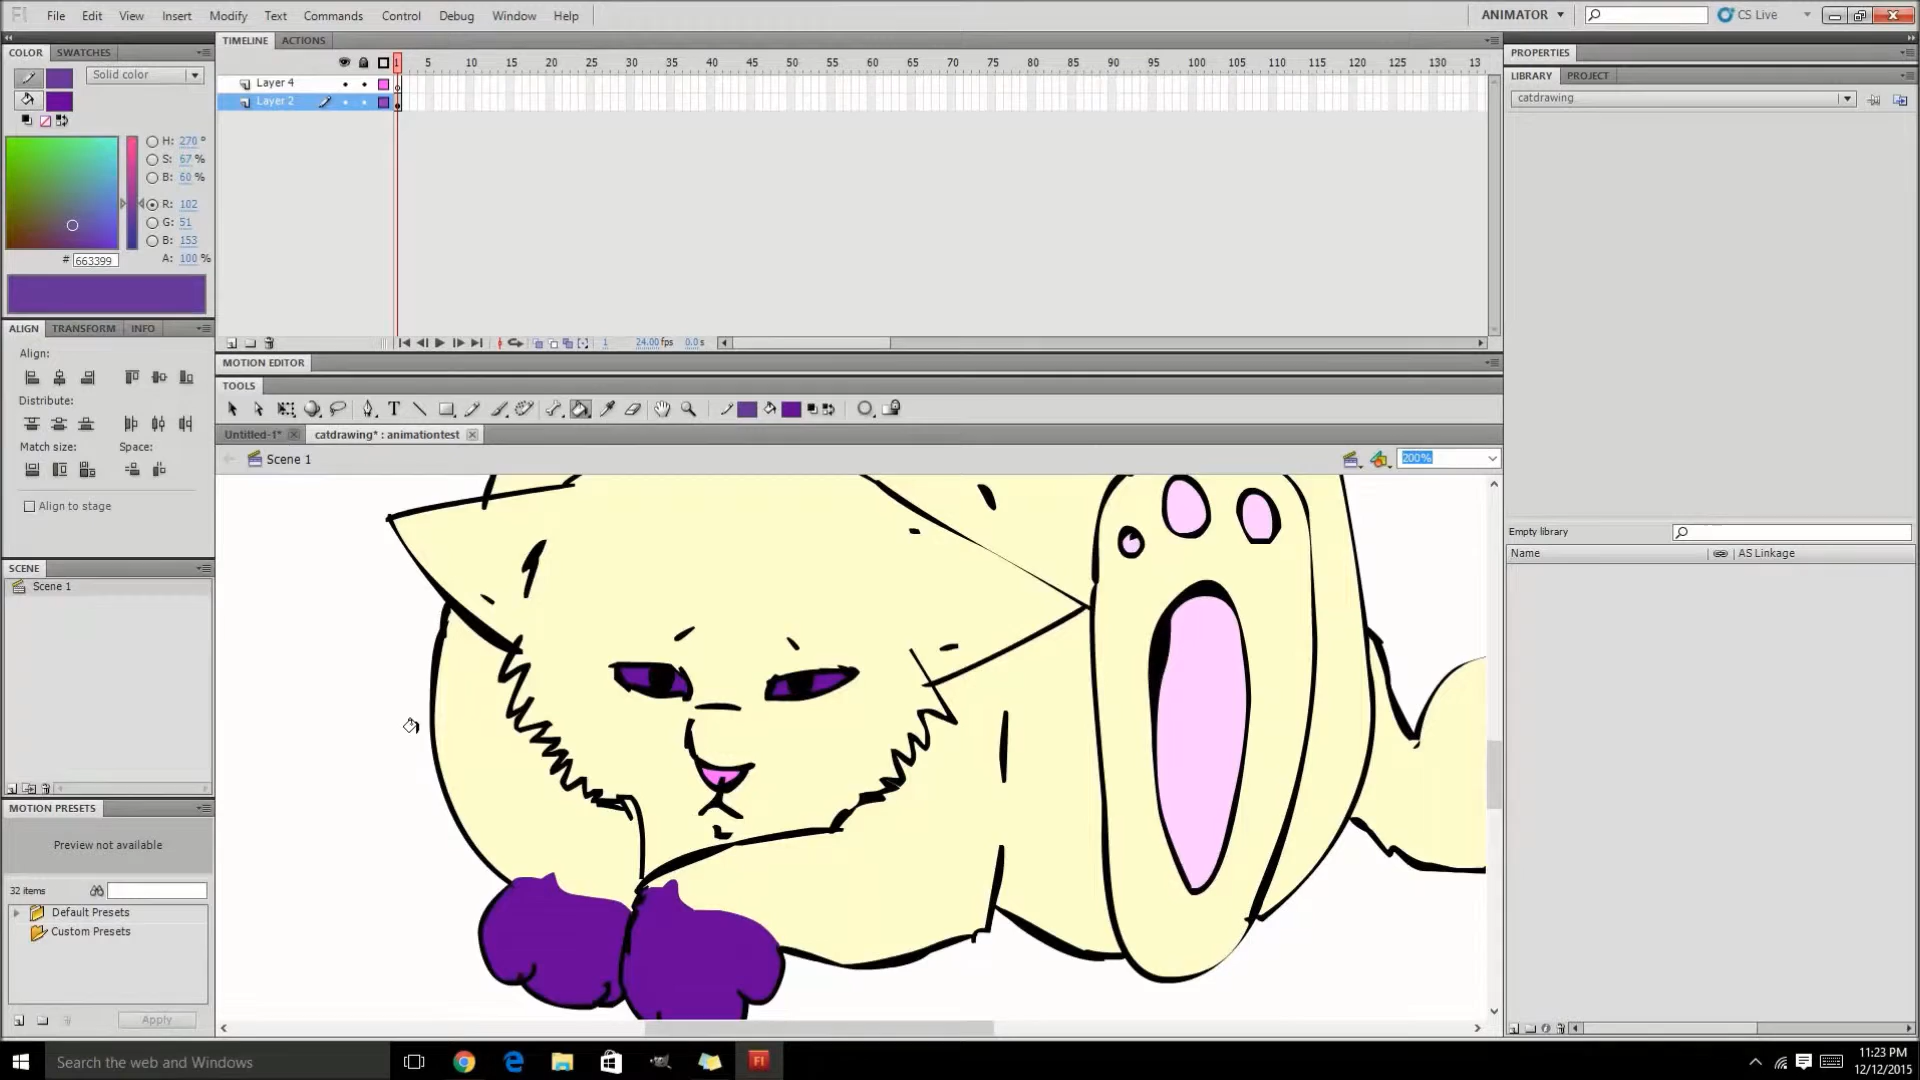 Fl File Edit View Insert Modify Text Commands Control Debug Window Help ANIMATOR CS Live
COLOR SWATCHES
TIMELINE ACTIONS
PROPERTIES
Solid color
1 5 10 15 20 25 30 35 40 45 50 55 60 65 70 75 80 85 90 95 100 105 110 115 120 125 130 13
LIBRARY PROJECT
Layer 4
catdrawing
Layer 2
H: 270 °
S: 67 %
B: 60 %
R: 102
G: 51
B: 153
# 663399 A: 100 %
ALIGN TRANSFORM INFO
1 24.00 fps 0.0 s
Align:
MOTION EDITOR
TOOLS
Distribute:
T
Match size: Space:
Untitled-1* catdrawing* : animationtest
Scene 1 200%
Align to stage
Empty library
Name AS Linkage
SCENE
Scene 1
MOTION PRESETS
Preview not available
32 items
Default Presets
Custom Presets
Apply
Search the web and Windows
Fl
11:23 PM
12/12/2015